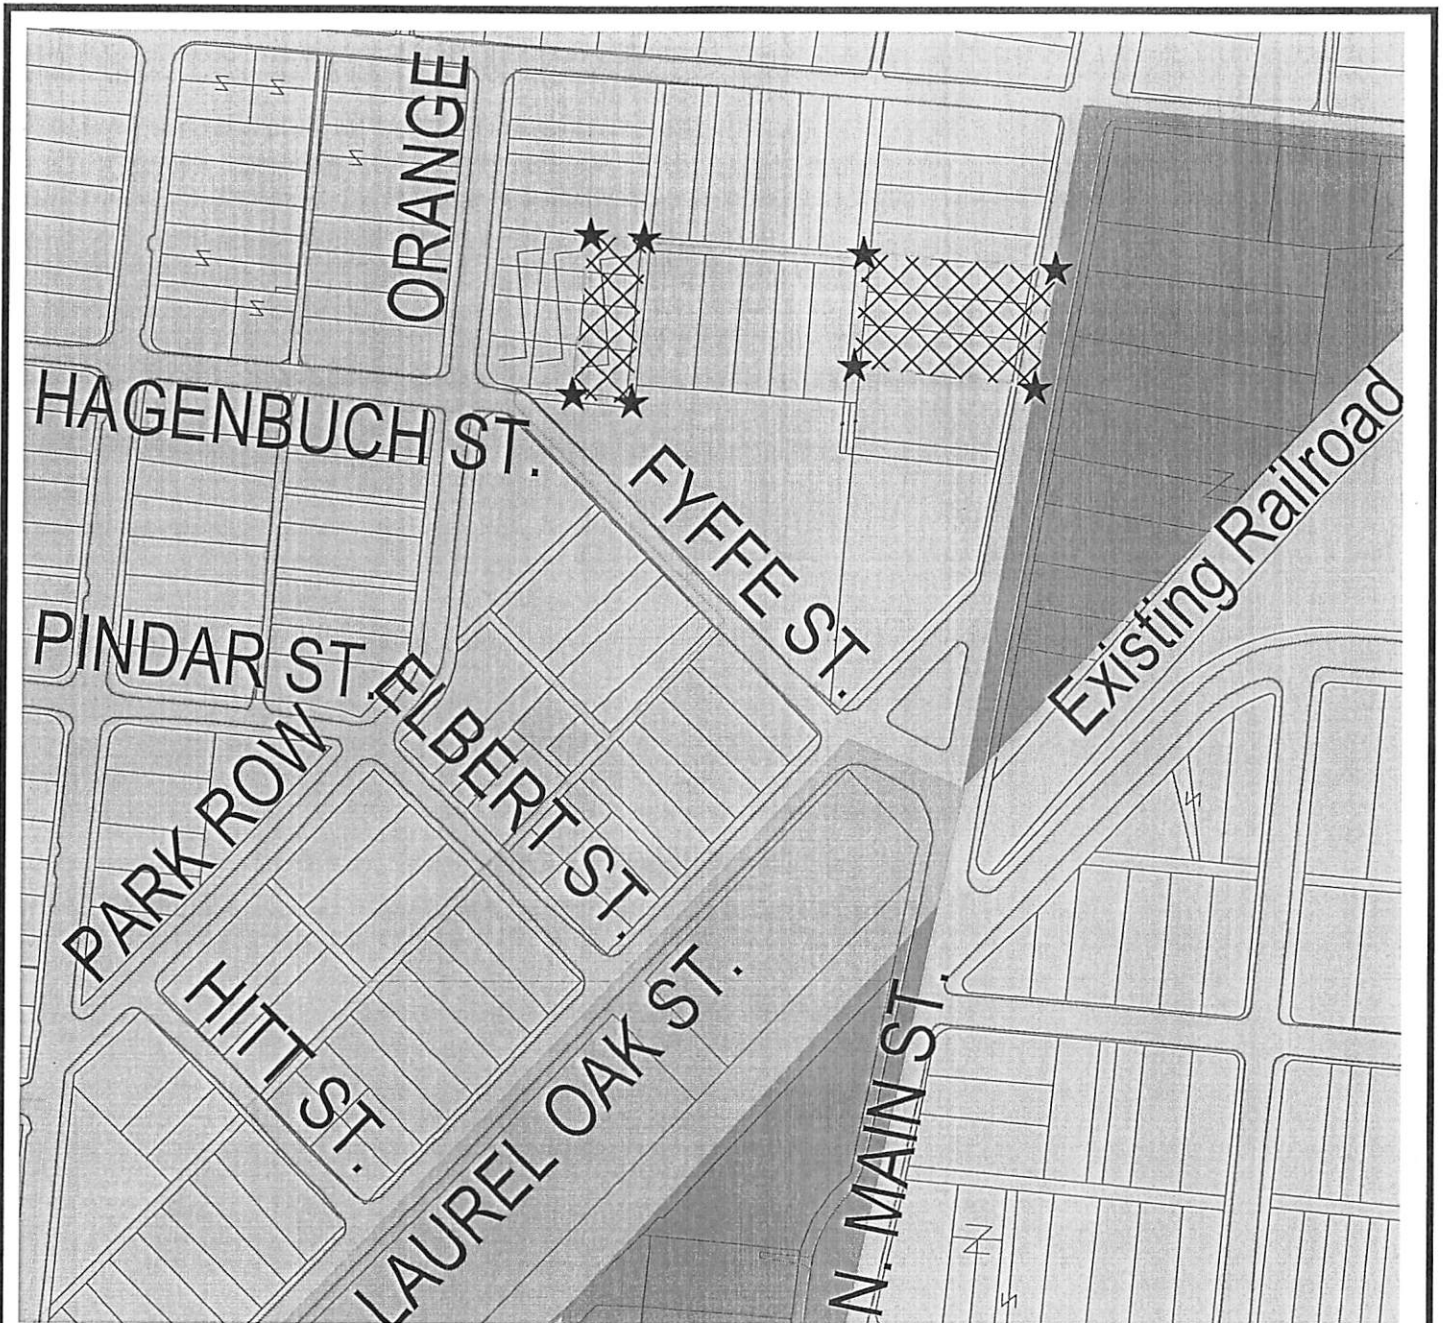 ORANGE
HAGENBUCH ST.
FYFFE ST.
Existing Railroad
PINDAR ST.
ELBERT ST.
PARK ROW
HITT ST.
LAUREL OAK ST.
N. MAIN ST.